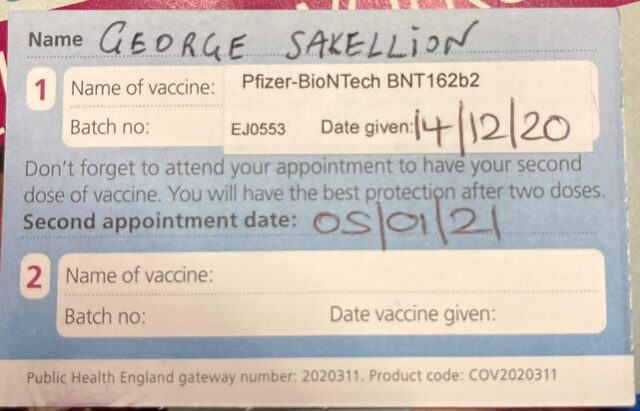 Name GEORGE SAKELLION
1 Name of vaccine: Pfizer-BioNTech BNT162b2
Batch no: EJ0553 Date given: 14/12/20
Don't forget to attend your appointment to have your second
dose of vaccine. You will have the best protection after two doses.
Second appointment date: 05/01/21
2 Name of vaccine:
Batch no: Date vaccine given:
Public Health England gateway number: 2020311. Product code: COV2020311